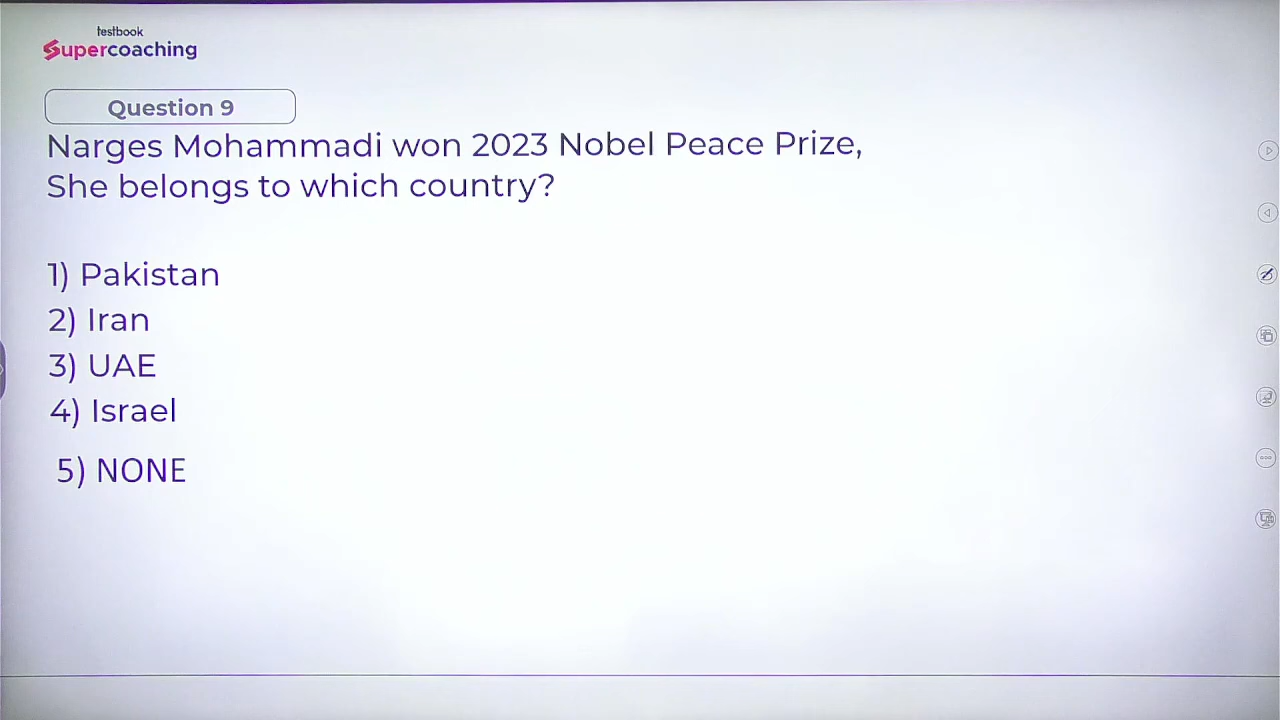 testbook
Supercoaching
Question 9
Narges Mohammadi won 2023 Nobel Peace Prize,
She belongs to which country?
1) Pakistan
2) Iran
3) UAE
4) Israel
5) NONE